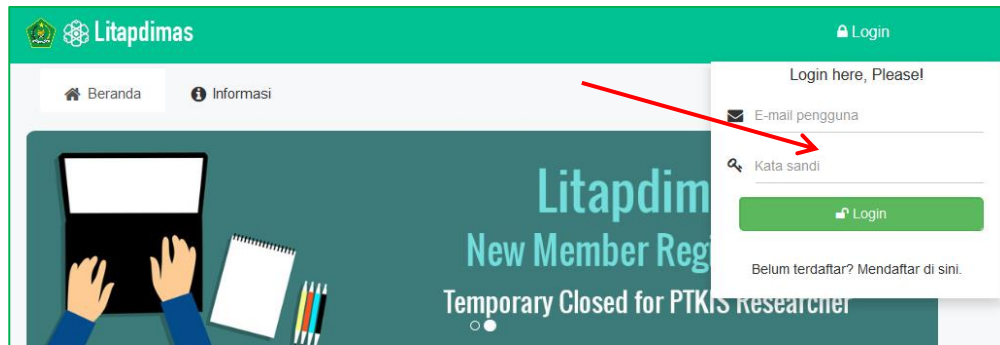 Litapdimas
Login
Login here, Please!
Beranda
Informasi
E-mail pengguna
Kata sandi
Login
Belum terdaftar? Mendaftar di sini.
Litapdim
New Member Reg
Temporary Closed for PTKIS Researcher